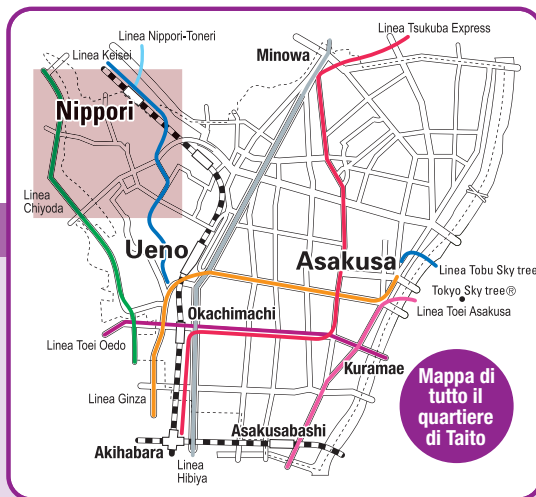 Linea Tsukuba Express
Linea Nippori-Toneri
Linea Keisei
Minowa
Nippori
Linea
Chiyoda
Ueno
Asakusa
Linea Tobu Sky tree
Tokyo Sky tree®
Linea Toei Asakusa
Okachimachi
Linea Toei Oedo
Kuramae
Linea Ginza
Asakusabashi
Akihabara
Linea
Hibiya
Mappa di
tutto il
quartiere
di Taito